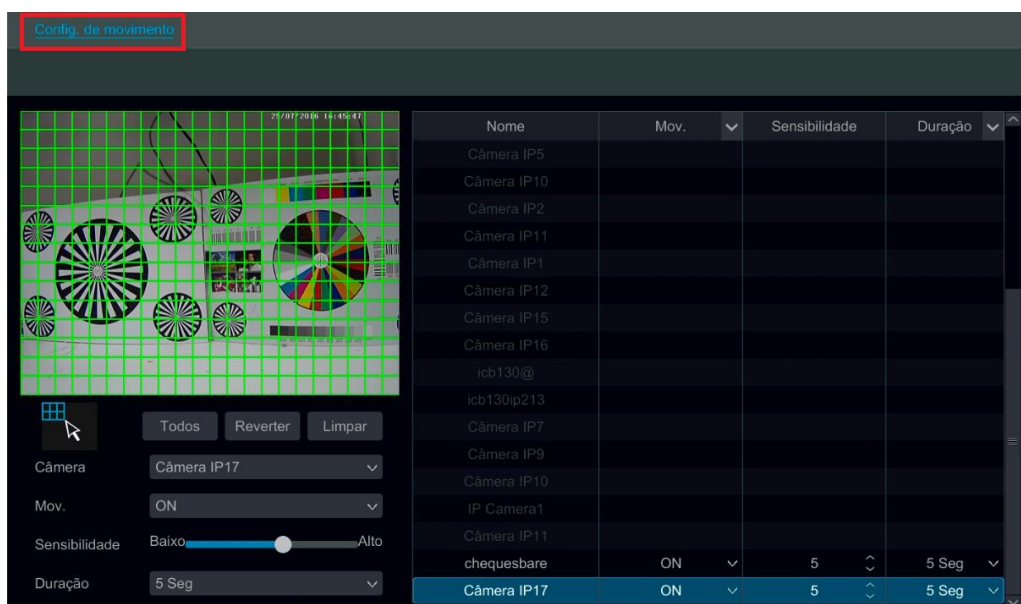 Config. de movimento
25/07/2016 16:45:47
Todos Reverter Limpar
Câmera Câmera IP17
Mov. ON
Sensibilidade Baixo Alto
Duração 5 Seg
Nome Mov. Sensibilidade Duração
Câmera IP5
Câmera IP10
Câmera IP2
Câmera IP11
Câmera IP1
Câmera IP12
Câmera IP15
Câmera IP16
icb130@
icb130ip213
Câmera IP7
Câmera IP9
Câmera IP10
IP Camera1
Câmera IP11
chequesbare ON 5 5 Seg
Câmera IP17 ON 5 5 Seg